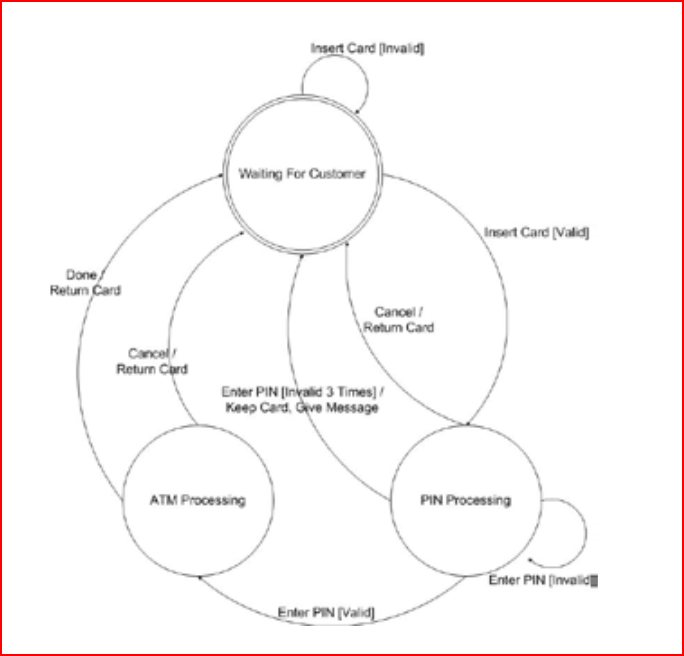 Insert Card [Invalid]
Waiting For Customer
Insert Card [Valid]
Done /
Return Card
Cancel /
Return Card
Cancel /
Return Card
Enter PIN [Invalid 3 Times] /
Keep Card, Give Message
ATM Processing
PIN Processing
Enter PIN [Invalid]
Enter PIN [Valid]